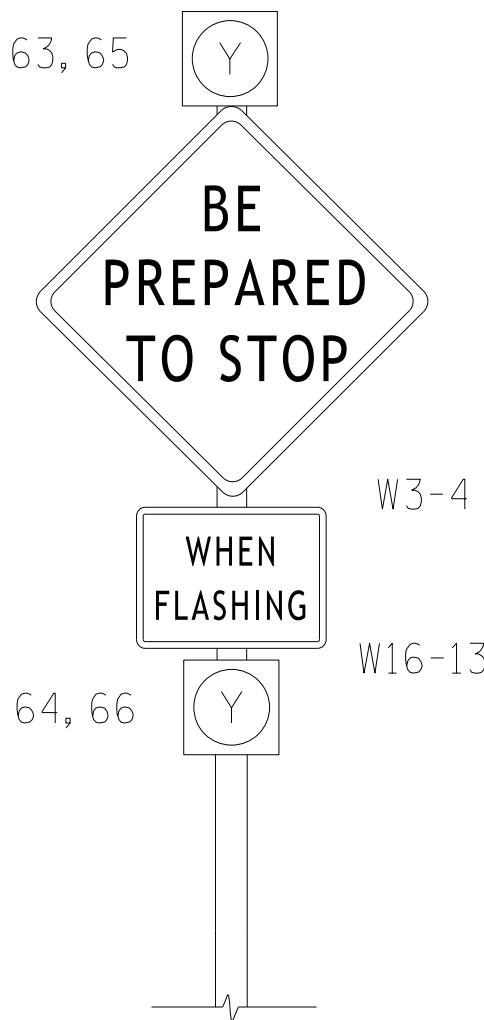 63, 65
Y
BE
PREPARED
TO STOP
W3-4
WHEN
FLASHING
W16-13
64, 66
Y